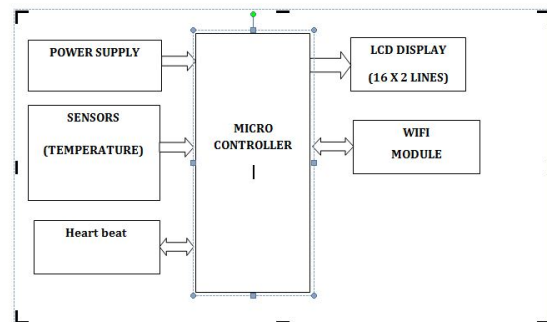 POWER SUPPLY
SENSORS
(TEMPERATURE)
Heart beat
MICRO
CONTROLLER
LCD DISPLAY
(16 X 2 LINES)
WIFI
MODULE